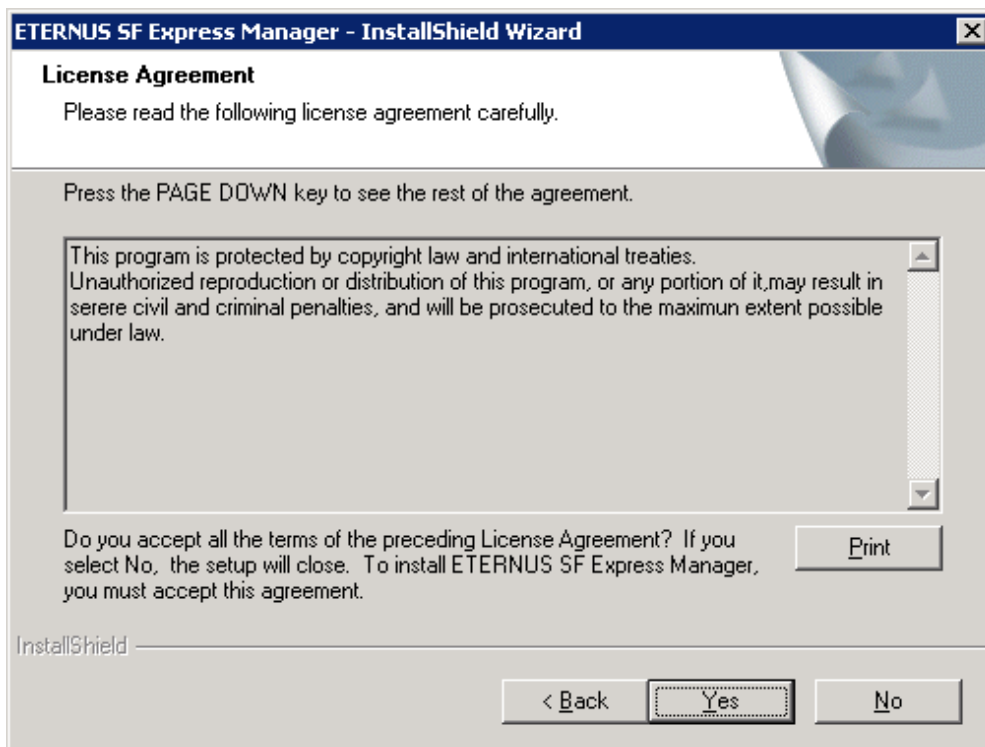 ETERNUS SF Express Manager - InstallShield Wizard
License Agreement
Please read the following license agreement carefully.
Press the PAGE DOWN key to see the rest of the agreement.
This program is protected by copyright law and international treaties.
Unauthorized reproduction or distribution of this program, or any portion of it,may result in
serere civil and criminal penalties, and will be prosecuted to the maximun extent possible
under law.
Do you accept all the terms of the preceding License Agreement?  If you
select No,  the setup will close.  To install ETERNUS SF Express Manager,
you must accept this agreement.
Print
InstallShield
< Back
Yes
No